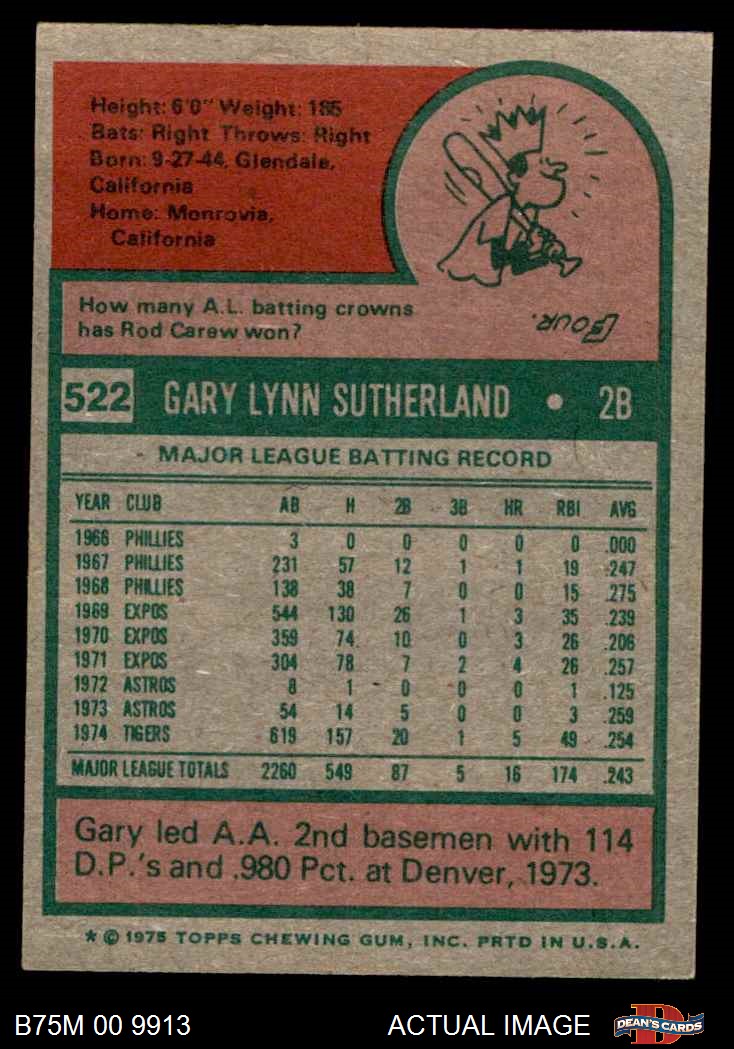 Height: 6'0" Weight: 185
Bats: Right Throws: Right
Born: 9-27-44, Glendale,
California
Home: Monrovia,
California
How many A.L. batting crowns
has Rod Carew won?
FOUR.
522 GARY LYNN SUTHERLAND • 2B
MAJOR LEAGUE BATTING RECORD
YEAR CLUB AB H 2B 3B HR RBI AVG
1966 PHILLIES 3 0 0 0 0 0 .000
1967 PHILLIES 231 57 12 1 1 19 .247
1968 PHILLIES 138 38 7 0 0 15 .275
1969 EXPOS 544 130 26 1 3 35 .239
1970 EXPOS 359 74 10 0 3 26 .206
1971 EXPOS 304 78 7 2 4 26 .257
1972 ASTROS 8 1 0 0 0 1 .125
1973 ASTROS 54 14 5 0 0 3 .259
1974 TIGERS 619 157 20 1 5 49 .254
MAJOR LEAGUE TOTALS 2260 549 87 5 16 174 .243
Gary led A.A. 2nd basemen with 114
D.P.'s and .980 Pct. at Denver, 1973.
* © 1975 TOPPS CHEWING GUM, INC. PRTD IN U.S.A.
B75M 00 9913 ACTUAL IMAGE DEAN'S CARDS